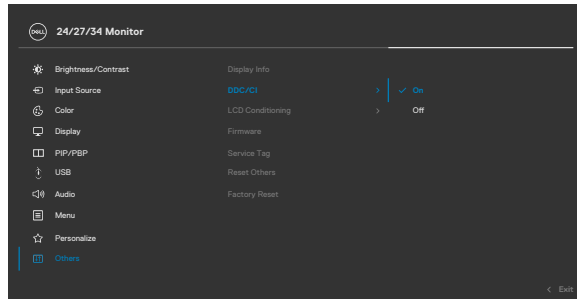 DELL 24/27/34 Monitor
Brightness/Contrast Display Info
Input Source DDC/CI > ✓ On
Color LCD Conditioning > Off
Display Firmware
PIP/PBP Service Tag
USB Reset Others
Audio Factory Reset
Menu
Personalize
Others
< Exit